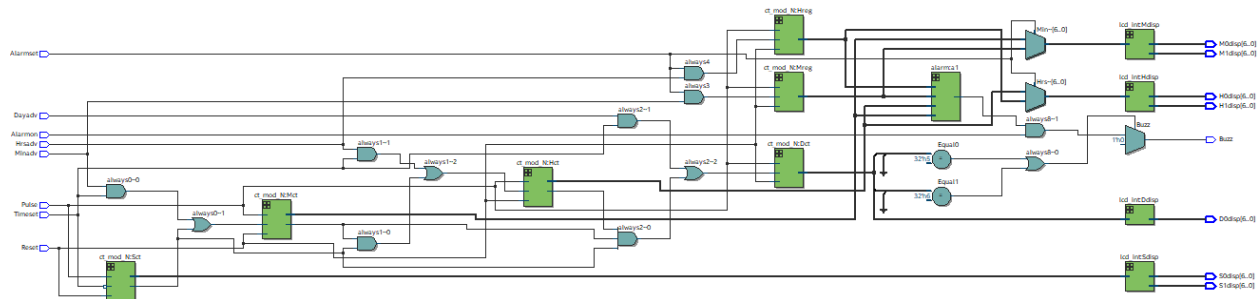 ct_mod_N:Hreg
lcd_int:Mdisp
Min~[6..0]
M0disp[6..0]
Alarmset
M1disp[6..0]
always4
ct_mod_N:Mreg
alarm:a1
Hrs~[6..0]
lcd_int:Hdisp
always3
H0disp[6..0]
H1disp[6..0]
always2~1
Dayadv
always8~1
Buzz
Alarmon
Hrsadv
Minadv
always1~1
ct_mod_N:Dct
Equal0
always8~0
1'h0
Buzz
always1~2
ct_mod_N:Hct
always2~2
32'h5
always0~0
Equal1
ct_mod_N:Mct
32'h6
Pulse
Timeset
always0~1
lcd_int:Ddisp
D0disp[6..0]
always1~0
always2~0
Reset
ct_mod_N:Sct
lcd_int:Sdisp
S0disp[6..0]
S1disp[6..0]